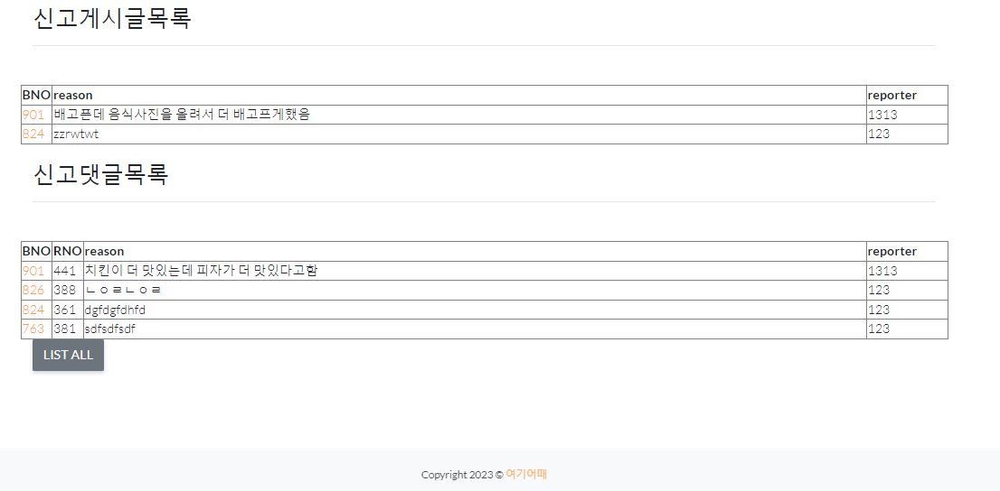 신고게시글목록
BNO reason reporter
901 배고픈데 음식사진을 올려서 더 배고프게했음 1313
824 zzrwtwt 123
신고댓글목록
BNO RNO reason reporter
901 441 치킨이 더 맛있는데 피자가 더 맛있다고함 1313
826 388 ㄴㅇㄹㄴㅇㄹ 123
824 361 dgfdgfdhfd 123
763 381 sdfsdfsdf 123
LIST ALL
Copyright 2023 © 여기어때